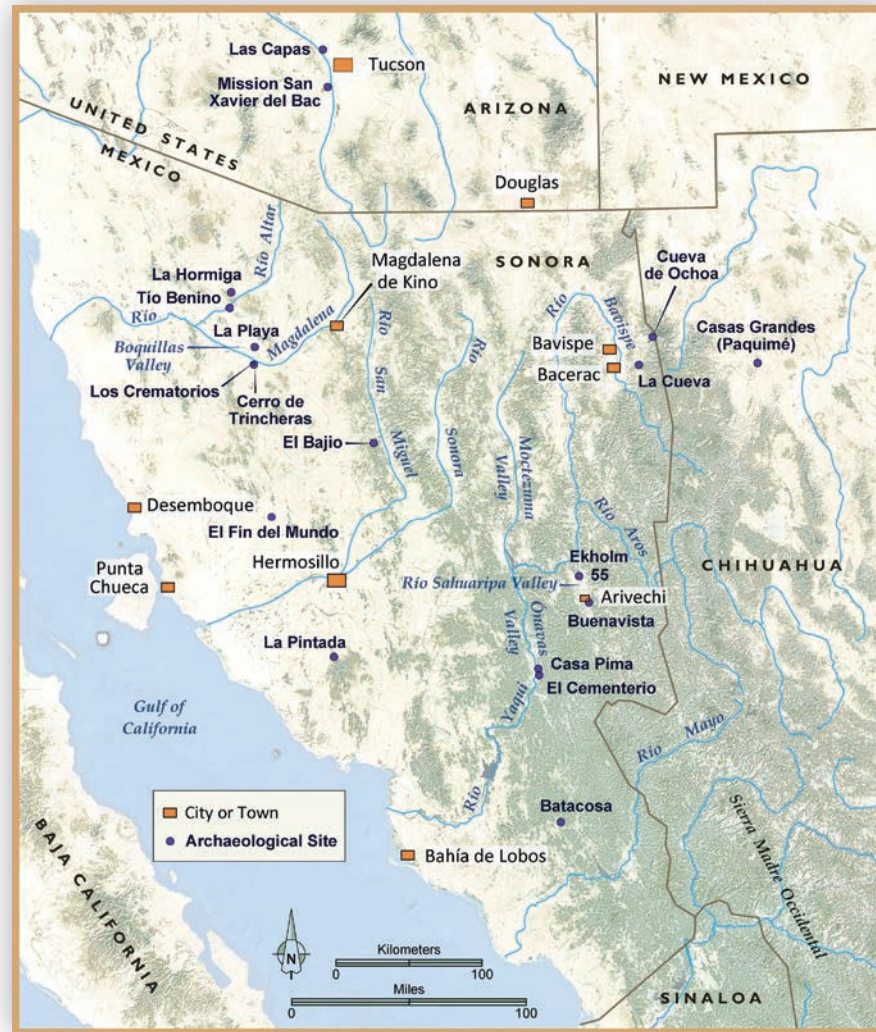 Las Capas
Tucson
Mission San
Xavier del Bac
NEW MEXICO
ARIZONA
UNITED STATES
MEXICO
Douglas
Río Altar
La Hormiga
Tío Benino
Río
Magdalena
Magdalena
de Kino
SONORA
Cueva
de Ochoa
La Playa
Boquillas
Valley
Río
San
Miguel
Río
Sonora
Río
Bavispe
Bavispe
Bacerac
La Cueva
Casas Grandes
(Paquimé)
Los Crematorios
Cerro de
Trincheras
El Bajio
Moctezuma
Valley
Desemboque
El Fin del Mundo
Río Aros
Punta
Chueca
Hermosillo
Ekholm
55
CHIHUAHUA
Río Sahuaripa Valley
Arivechi
Buenavista
Ónavas
Valley
La Pintada
Casa Pima
El Cementerio
Gulf of
California
Río Yaqui
Río Mayo
City or Town
Archaeological Site
Batacosa
Sierra Madre Occidental
BAJA CALIFORNIA
Bahía de Lobos
N
Kilometers
0 100
Miles
0 100
SINALOA